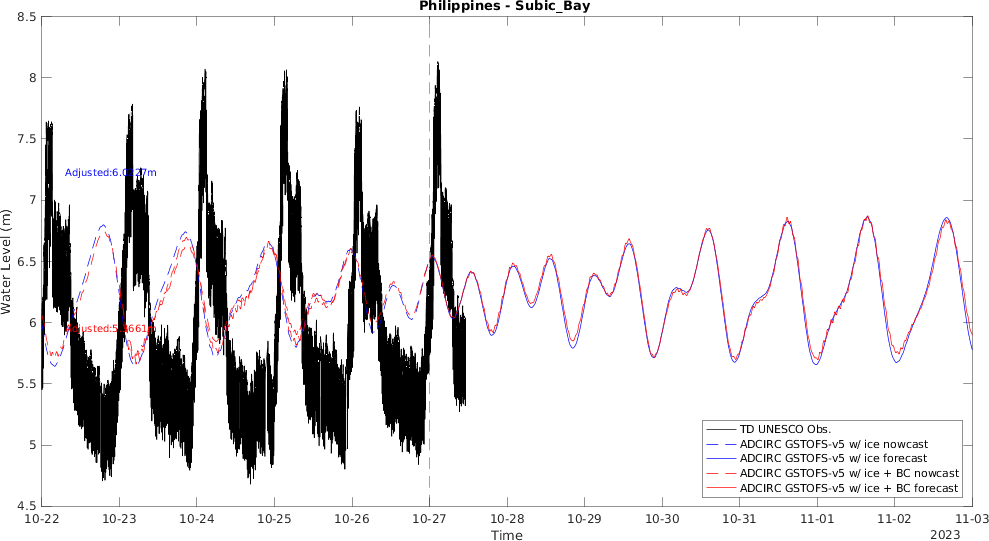 Philippines - Subic_Bay
8.5
8
7.5
7
6.5
6
5.5
5
4.5
Water Level (m)
TD UNESCO Obs.
ADCIRC GSTOFS-v5 w/ ice nowcast
ADCIRC GSTOFS-v5 w/ ice forecast
ADCIRC GSTOFS-v5 w/ ice + BC nowcast
ADCIRC GSTOFS-v5 w/ ice + BC forecast
10-22 10-23 10-24 10-25 10-26 10-27 10-28 10-29 10-30 10-31 11-01 11-02 11-03
Time
2023